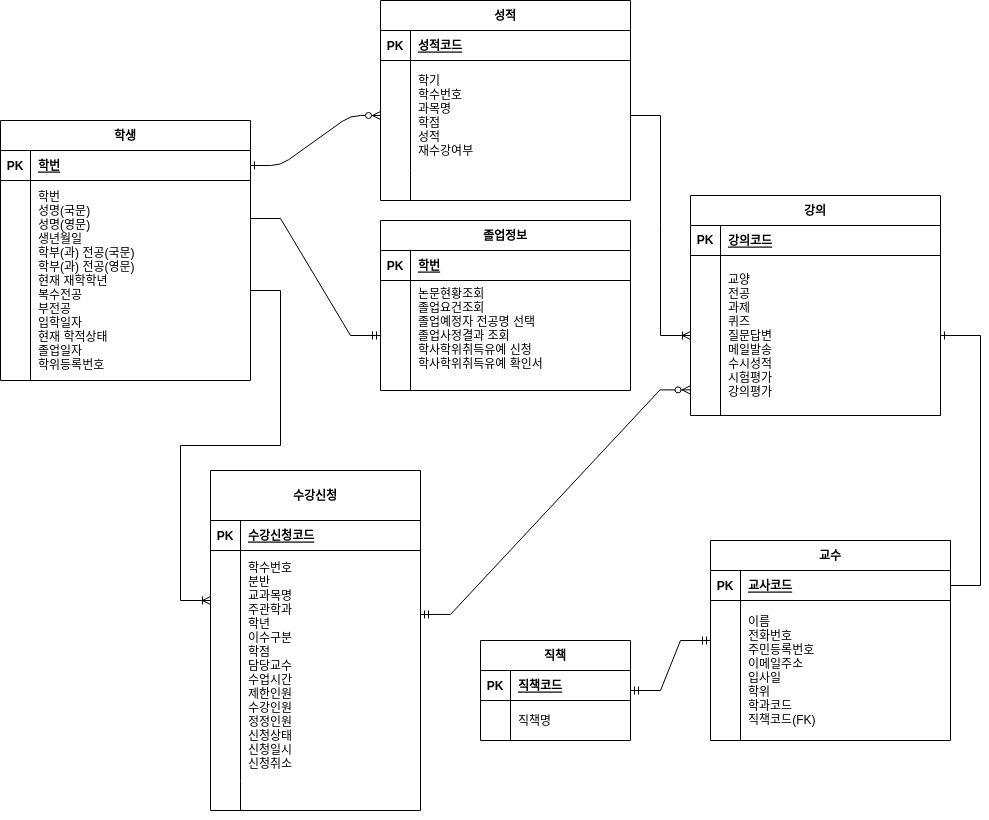 성적
PK 성적코드
학기
학수번호
과목명
학점
성적
재수강여부
학생
PK 학번
학번
성명(국문)
성명(영문)
생년월일
학부(과) 전공(국문)
학부(과) 전공(영문)
현재 재학학년
복수전공
부전공
입학일자
현재 학적상태
졸업일자
학위등록번호
졸업정보
PK 학번
논문현황조회
졸업요건조회
졸업예정자 전공명 선택
졸업사정결과 조회
학사학위취득유예 신청
학사학위취득유예 확인서
강의
PK 강의코드
교양
전공
과제
퀴즈
질문답변
메일발송
수시성적
시험평가
강의평가
수강신청
PK 수강신청코드
학수번호
분반
교과목명
주관학과
학년
이수구분
학점
담당교수
수업시간
제한인원
수강인원
정정인원
신청상태
신청일시
신청취소
직책
PK 직책코드
직책명
교수
PK 교사코드
이름
전화번호
주민등록번호
이메일주소
입사일
학위
학과코드
직책코드(FK)